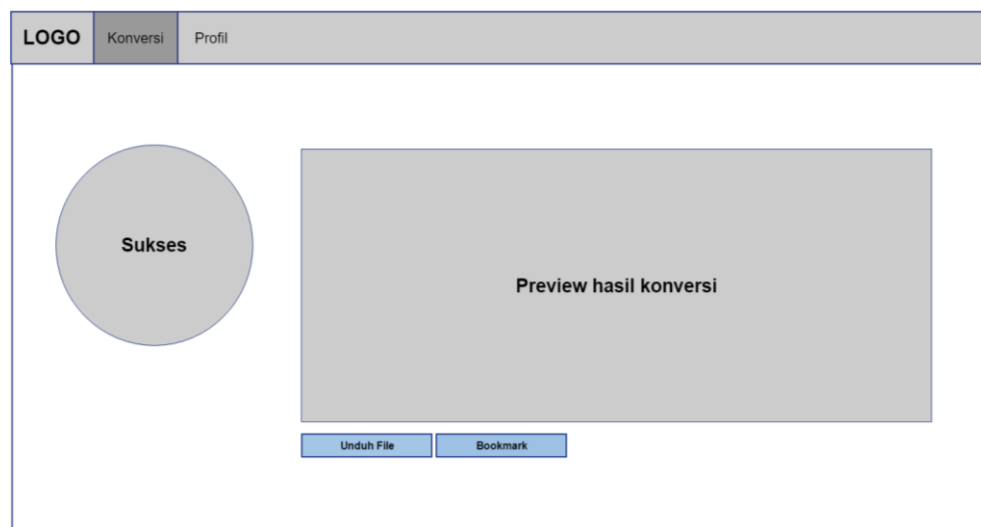 LOGO
Konversi
Profil
Sukses
Preview hasil konversi
Unduh File
Bookmark